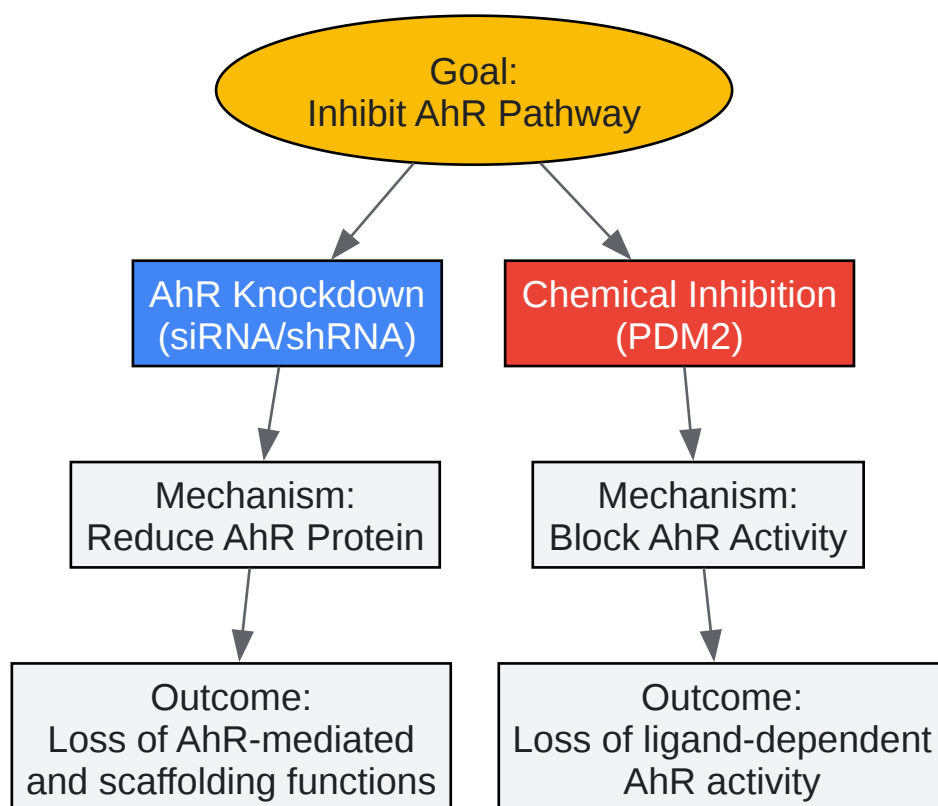 Goal:
Inhibit AhR Pathway
AhR Knockdown
(siRNA/shRNA)
Chemical Inhibition
(PDM2)
Mechanism:
Reduce AhR Protein
Mechanism:
Block AhR Activity
Outcome:
Loss of AhR-mediated
and scaffolding functions
Outcome:
Loss of ligand-dependent
AhR activity